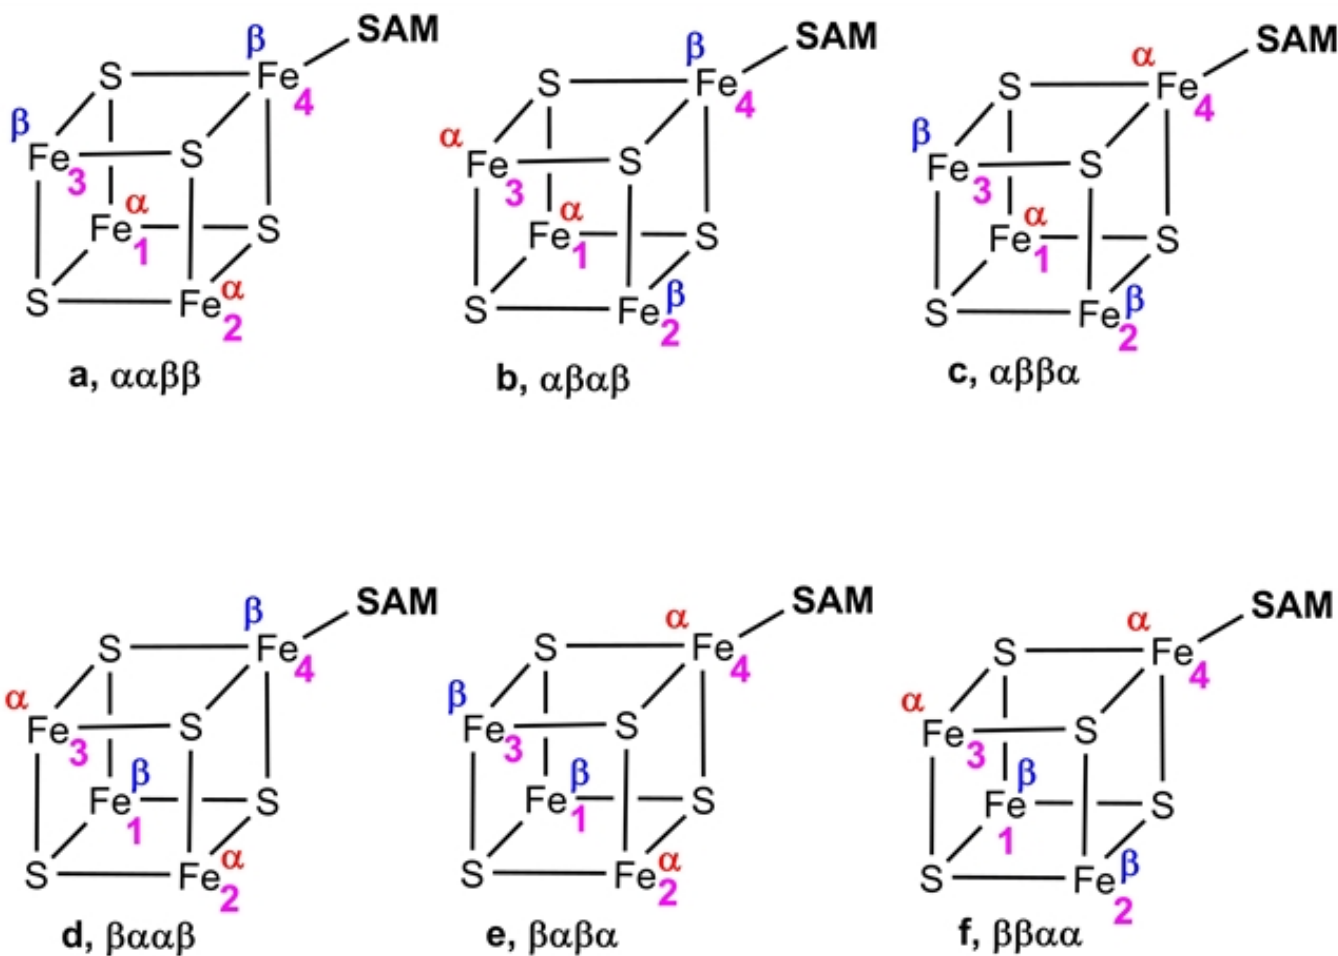 β SAM β SAM α SAM
S Fe 4 S Fe 4 S Fe 4
β Fe 3 S α Fe 3 S β Fe 3 S
α Fe 1 S α Fe 1 S α Fe 1 S
S Fe α 2 S Fe β 2 S Fe β 2
a, ααββ b, αβαβ c, αββα
β SAM α SAM α SAM
S Fe 4 S Fe 4 S Fe 4
α Fe 3 S β Fe 3 S α Fe 3 S
β Fe 1 S β Fe 1 S β Fe 1 S
S Fe α 2 S Fe α 2 S Fe β 2
d, βααβ e, βαβα f, ββαα